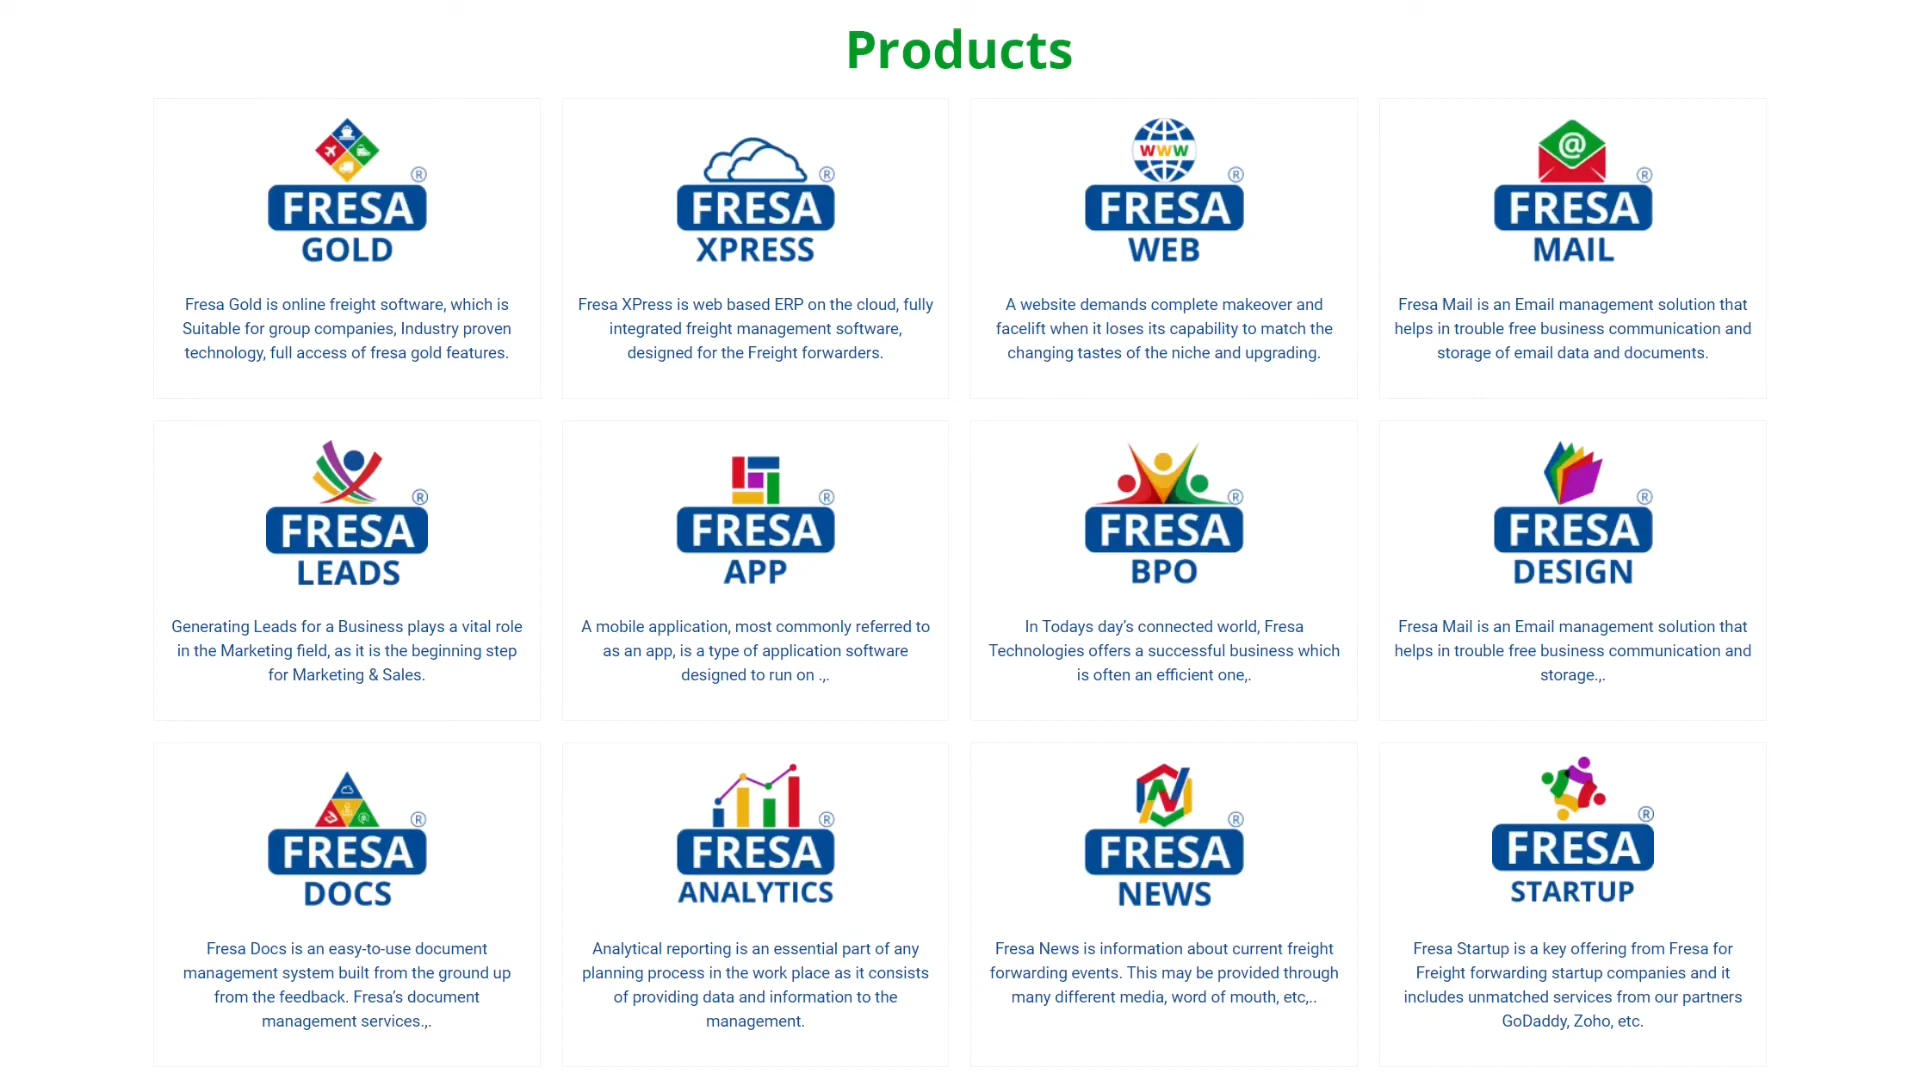 Products
®
FRESA
GOLD
Fresa Gold is online freight software, which is
Suitable for group companies, Industry proven
technology, full access of fresa gold features.
®
FRESA
XPRESS
Fresa XPress is web based ERP on the cloud, fully
integrated freight management software,
designed for the Freight forwarders.
WWW
®
FRESA
WEB
A website demands complete makeover and
facelift when it loses its capability to match the
changing tastes of the niche and upgrading.
@
®
FRESA
MAIL
Fresa Mail is an Email management solution that
helps in trouble free business communication and
storage of email data and documents.
®
FRESA
LEADS
Generating Leads for a Business plays a vital role
in the Marketing field, as it is the beginning step
for Marketing & Sales.
®
FRESA
APP
A mobile application, most commonly referred to
as an app, is a type of application software
designed to run on .,.
®
FRESA
BPO
In Todays day’s connected world, Fresa
Technologies offers a successful business which
is often an efficient one,.
®
FRESA
DESIGN
Fresa Mail is an Email management solution that
helps in trouble free business communication and
storage.,.
®
FRESA
DOCS
Fresa Docs is an easy-to-use document
management system built from the ground up
from the feedback. Fresa’s document
management services.,.
®
FRESA
ANALYTICS
Analytical reporting is an essential part of any
planning process in the work place as it consists
of providing data and information to the
management.
N
®
FRESA
NEWS
Fresa News is information about current freight
forwarding events. This may be provided through
many different media, word of mouth, etc,..
®
FRESA
STARTUP
Fresa Startup is a key offering from Fresa for
Freight forwarding startup companies and it
includes unmatched services from our partners
GoDaddy, Zoho, etc.